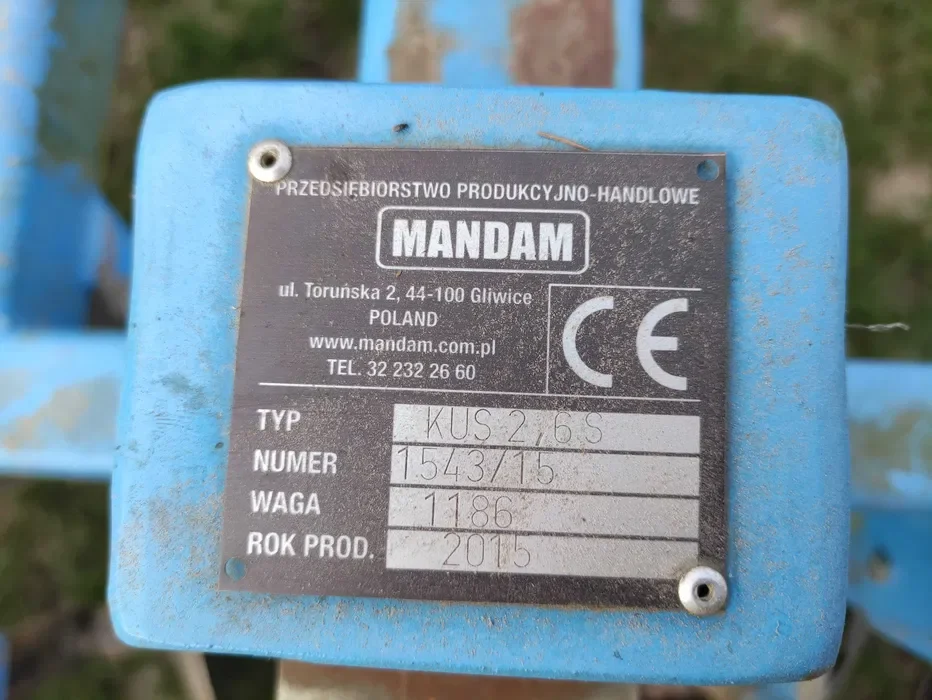 PRZEDSIĘBIORSTWO PRODUKCYJNO-HANDLOWE
MANDAM
ul. Toruńska 2, 44-100 Gliwice
POLAND
www.mandam.com.pl
TEL. 32 232 26 60
CE
TYP KUS 2,6 S
NUMER 1543/15
WAGA 1186
ROK PROD. 2015